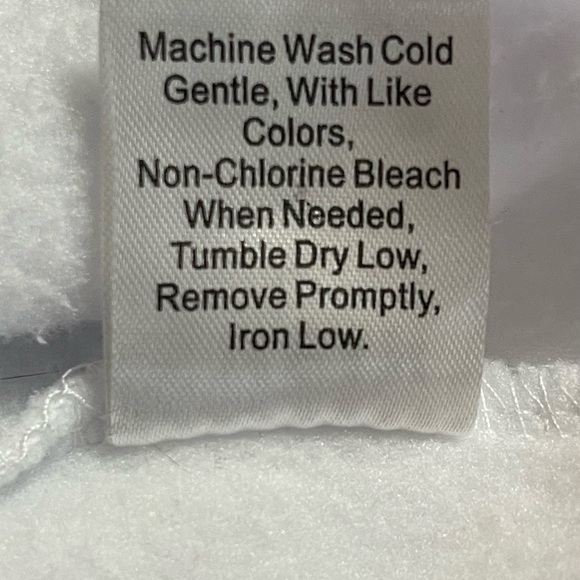 Machine Wash Cold
Gentle, With Like
Colors,
Non-Chlorine Bleach
When Needed,
Tumble Dry Low,
Remove Promptly,
Iron Low.